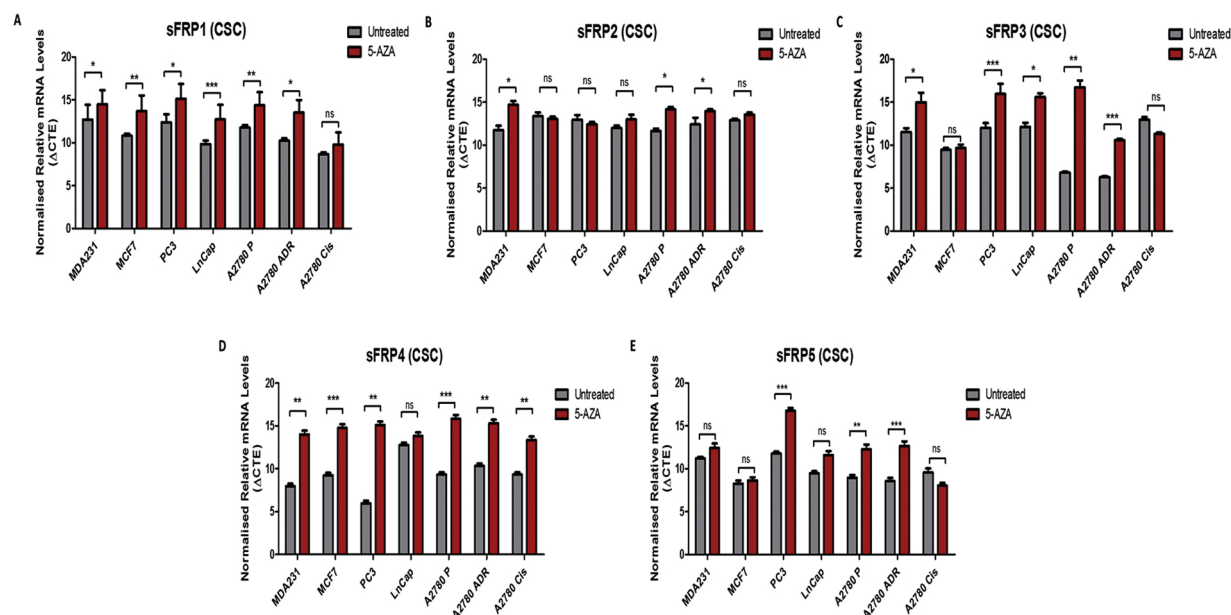 A
sFRP1 (CSC)
Untreated
5-AZA
Normalised Relative mRNA Levels
(ΔCTE)
20
15
10
5
0
* ** * *** ** * ns
MDA231
MCF7
PC3
LnCap
A2780 P
A2780 ADR
A2780 Cis
B
sFRP2 (CSC)
Untreated
5-AZA
Normalised Relative mRNA Levels
(ΔCTE)
20
15
10
5
0
* ns ns ns * * ns
MDA231
MCF7
PC3
LnCap
A2780 P
A2780 ADR
A2780 Cis
C
sFRP3 (CSC)
Untreated
5-AZA
Normalised Relative mRNA Levels
(ΔCTE)
20
15
10
5
0
* ns *** * ** *** ns
MDA231
MCF7
PC3
LnCap
A2780 P
A2780 ADR
A2780 Cis
D
sFRP4 (CSC)
Untreated
5-AZA
Normalised Relative mRNA Levels
(ΔCTE)
20
15
10
5
0
** *** ** ns *** ** **
MDA231
MCF7
PC3
LnCap
A2780 P
A2780 ADR
A2780 Cis
E
sFRP5 (CSC)
Untreated
5-AZA
Normalised Relative mRNA Levels
(ΔCTE)
20
15
10
5
0
ns ns *** ns ** *** ns
MDA231
MCF7
PC3
LnCap
A2780 P
A2780 ADR
A2780 Cis